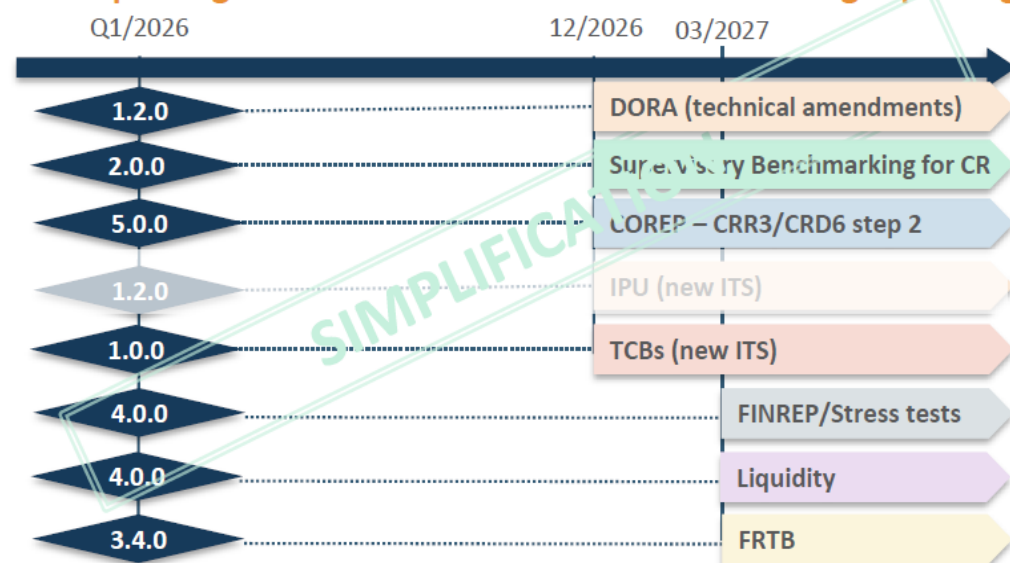 Q1/2026 12/2026 03/2027
1.2.0 DORA (technical amendments)
2.0.0 Supervisory Benchmarking for CR
5.0.0 COREP – CRR3/CRD6 step 2
1.2.0 IPU (new ITS)
1.0.0 TCBs (new ITS)
4.0.0 FINREP/Stress tests
4.0.0 Liquidity
3.4.0 FRTB